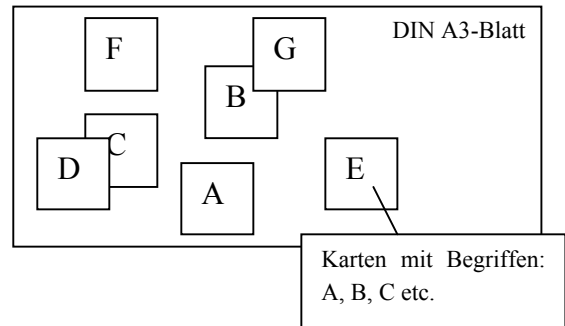 DIN A3-Blatt
F
G
B
C
D
A
E
Karten mit Begriffen:
A, B, C etc.